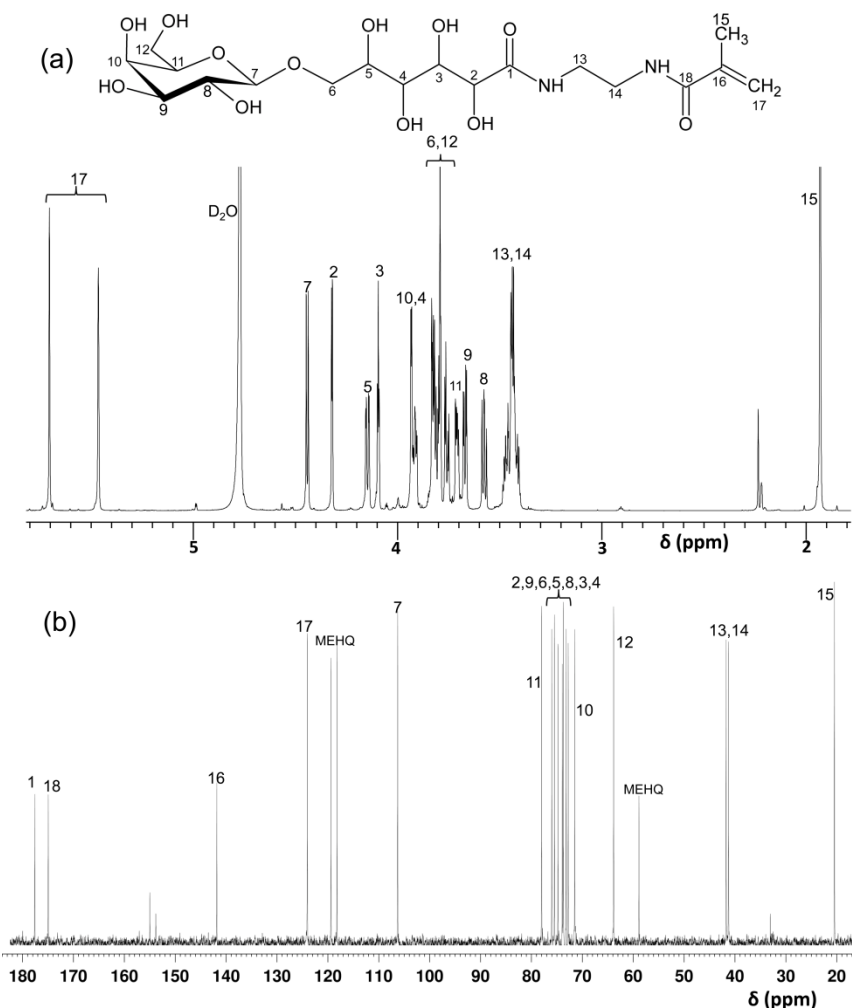 (a)
OH OH
12
OH OH 15
CH3
11 O O
10 7 O 5 3 1 13 H N 18 16
HO 8 6 4 2 N H 14 CH2
9 OH OH OH O 17
HO
6,12
17
D2O
15
7 2 3 13,14
10,4
5 11 9 8
5 4 3 δ (ppm) 2
(b)
2,9,6,5,8,3,4
17 MEHQ 7 15
13,14
12
11 10
1 18 16 MEHQ
180 170 160 150 140 130 120 110 100 90 80 70 60 50 40 30 20
δ (ppm)